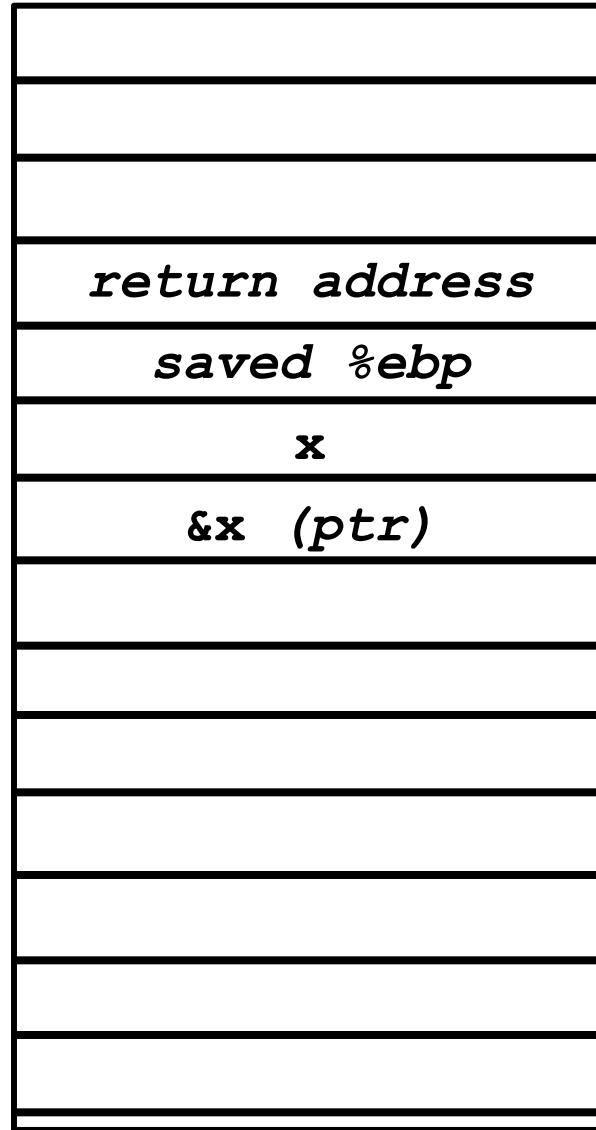 return address
saved %ebp
x
&x (ptr)